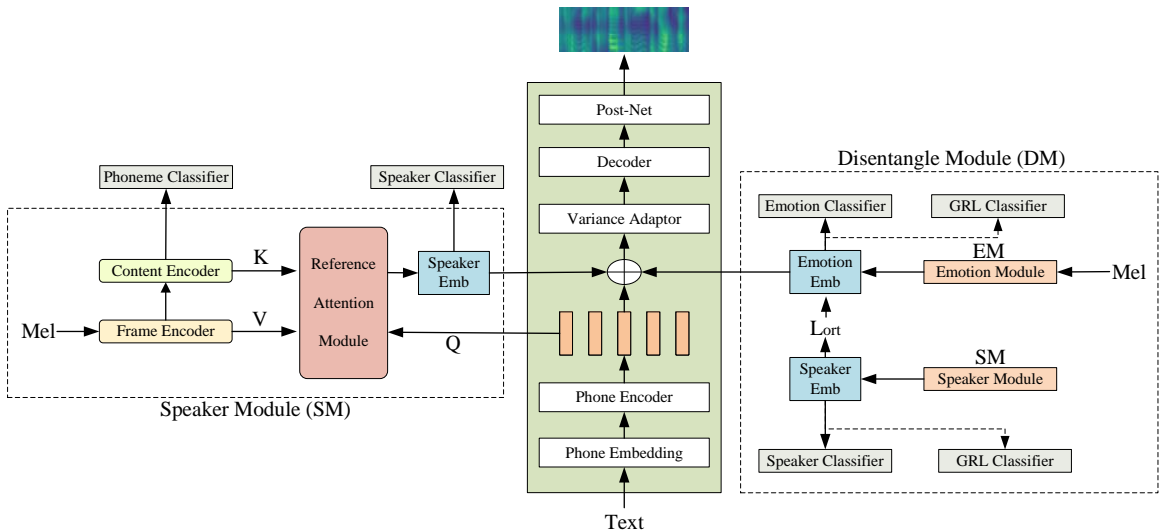 Post-Net
Decoder
Variance Adaptor
Phone Encoder
Phone Embedding
Text
Phoneme Classifier
Speaker Classifier
Content Encoder
K
Reference
Attention
Module
Speaker
Emb
Mel
Frame Encoder
V
Q
Speaker Module (SM)
Disentangle Module (DM)
Emotion Classifier
GRL Classifier
Emotion
Emb
EM
Emotion Module
Mel
Lort
Speaker
Emb
SM
Speaker Module
Speaker Classifier
GRL Classifier